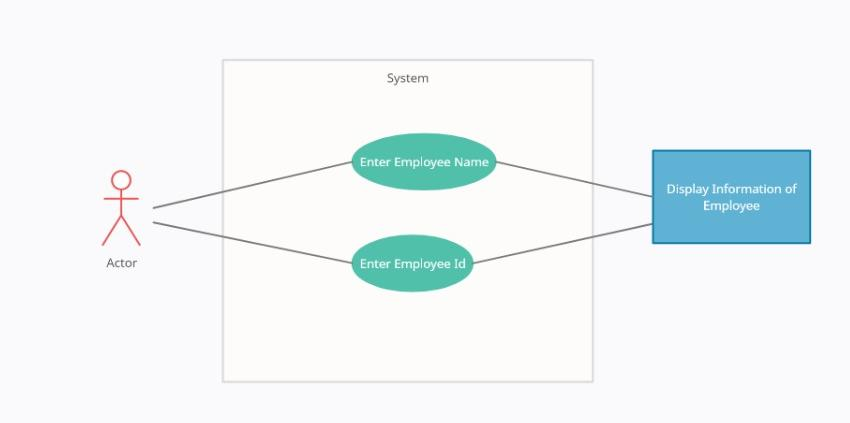 System
Enter Employee Name
Display Information of
Employee
Enter Employee Id
Actor